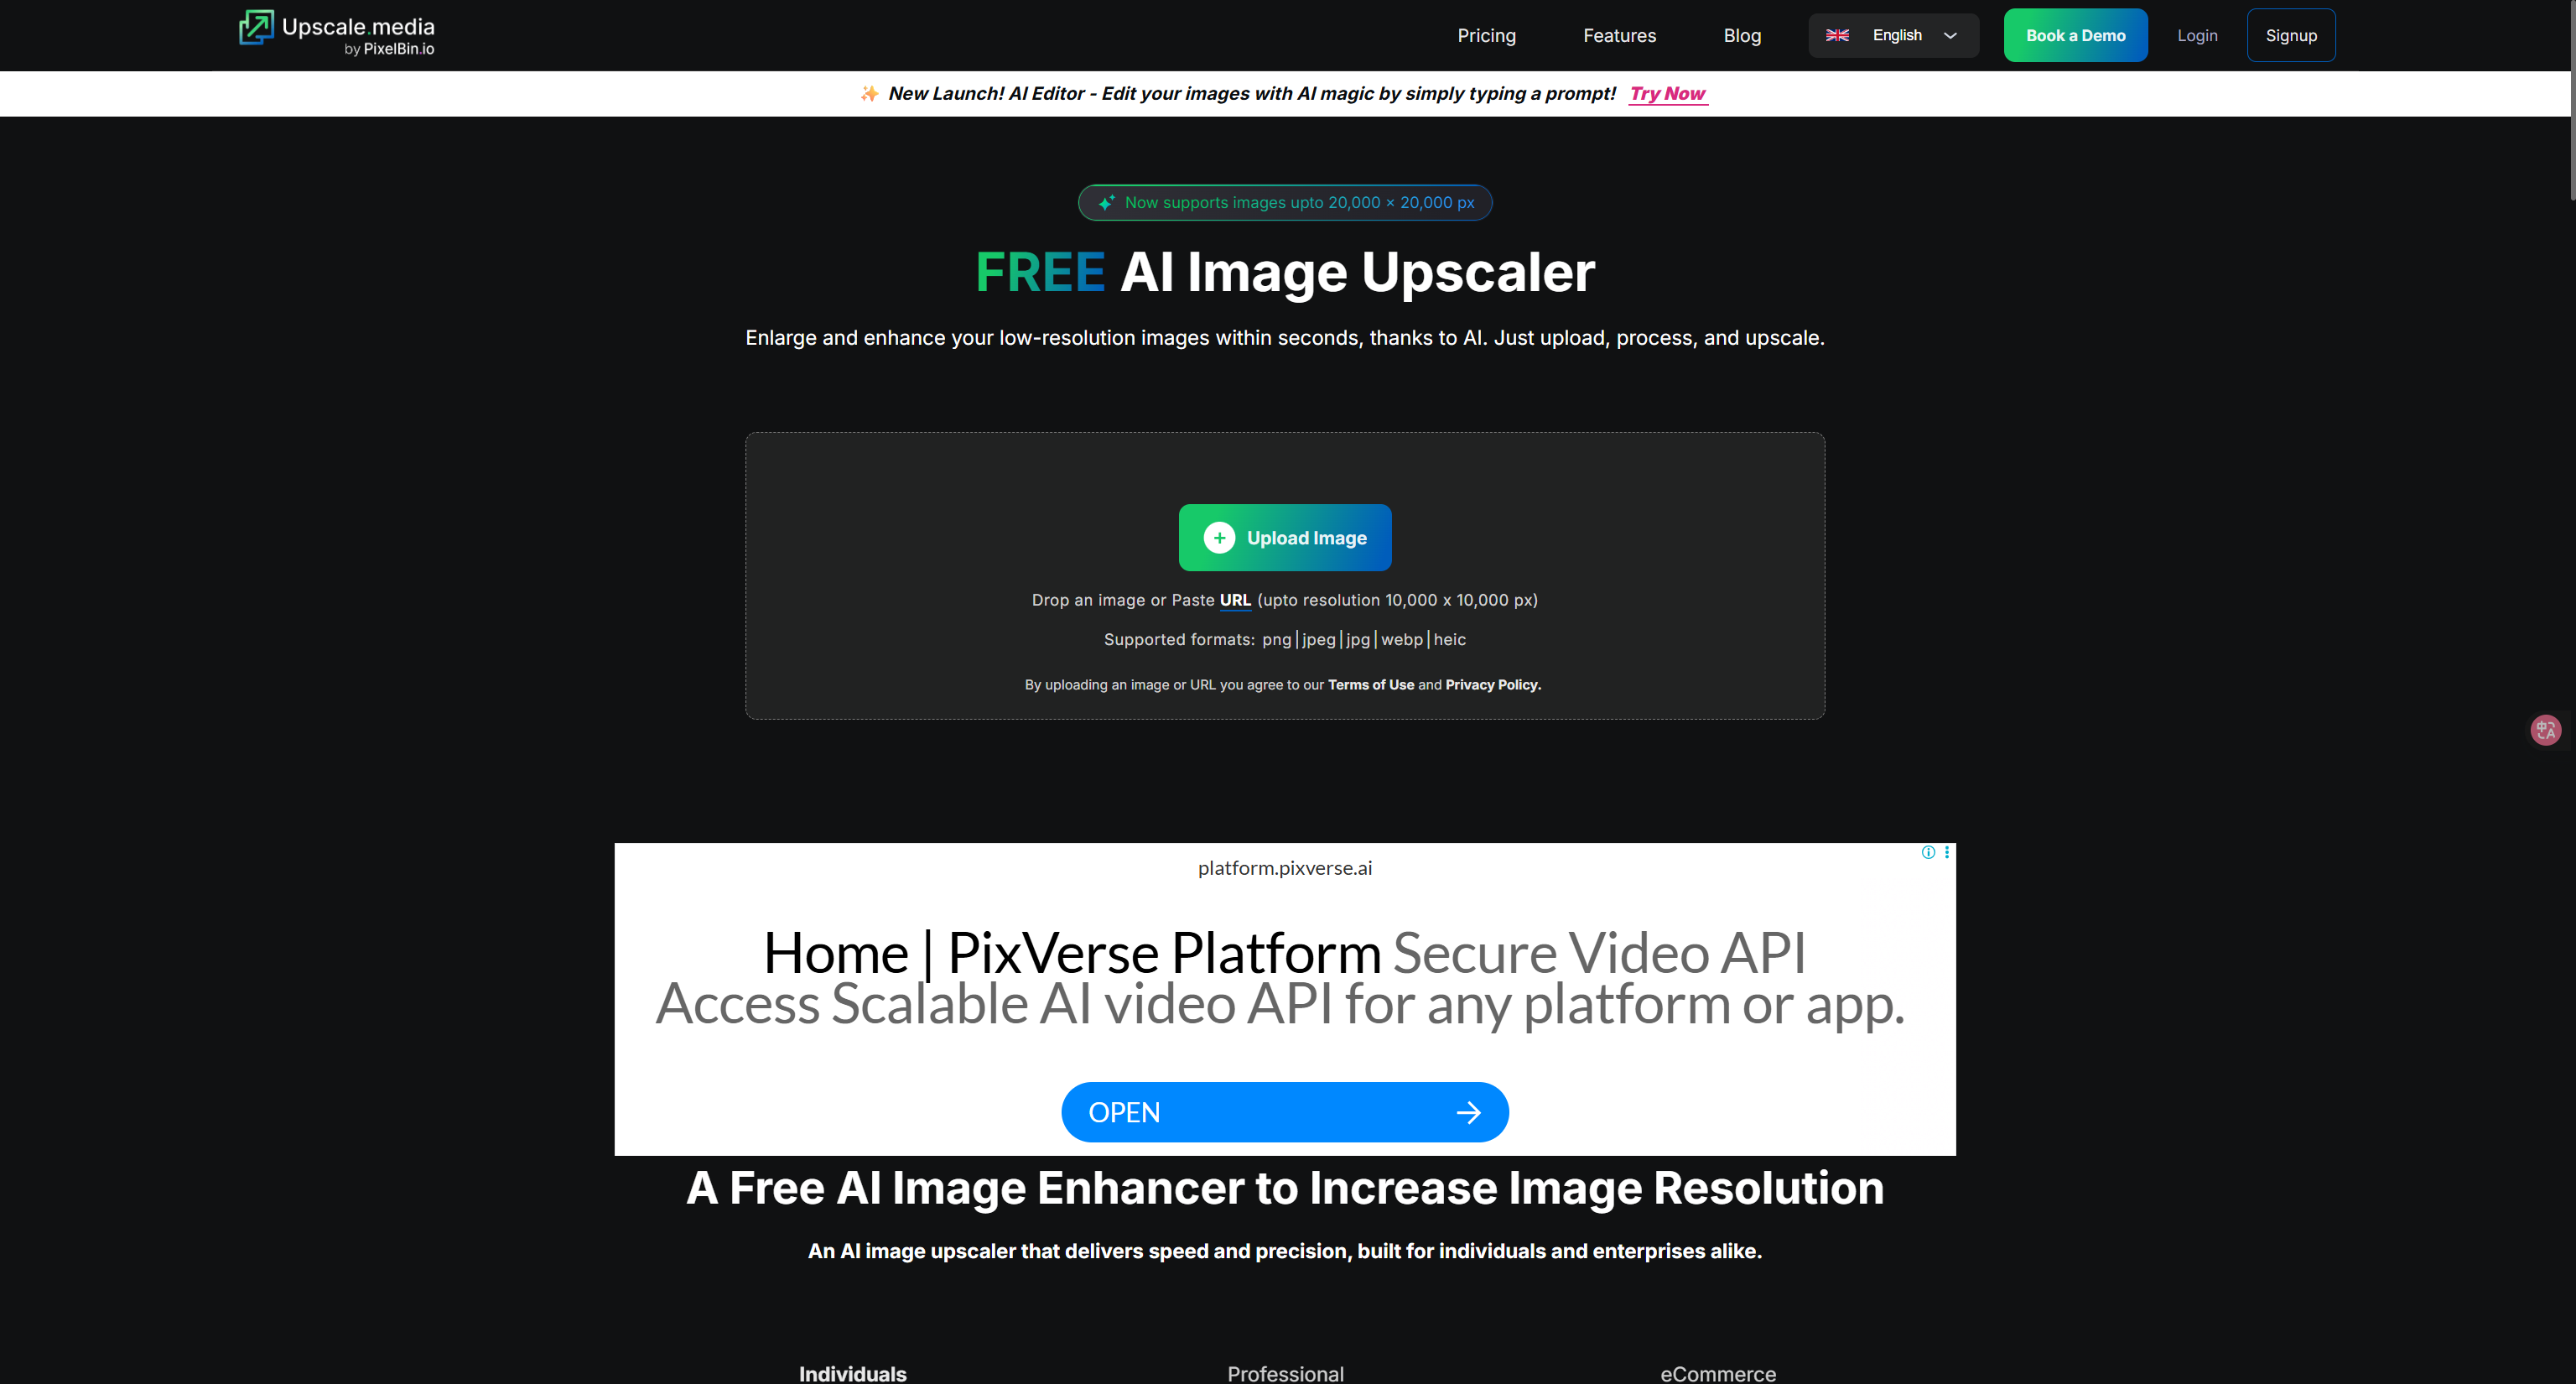 Upscale.media
by PixelBin.io
Pricing
Features
Blog
English
Book a Demo
Login
Signup
✨ New Launch! AI Editor - Edit your images with AI magic by simply typing a prompt! Try Now
Now supports images upto 20,000 × 20,000 px
FREE AI Image Upscaler
Enlarge and enhance your low-resolution images within seconds, thanks to AI. Just upload, process, and upscale.
Upload Image
Drop an image or Paste URL (upto resolution 10,000 x 10,000 px)
Supported formats: png|jpeg|jpg|webp|heic
By uploading an image or URL you agree to our Terms of Use and Privacy Policy.
中A
platform.pixverse.ai
Home | PixVerse Platform Secure Video API
Access Scalable AI video API for any platform or app.
OPEN
A Free AI Image Enhancer to Increase Image Resolution
An AI image upscaler that delivers speed and precision, built for individuals and enterprises alike.
Individuals
Professional
eCommerce